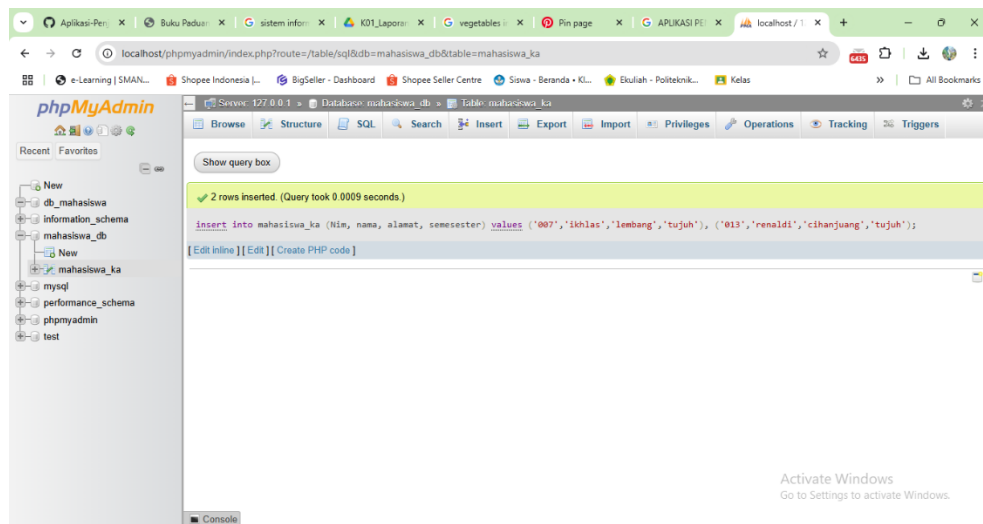 Aplikasi-Penj
Buku Paduan
sistem inform
K01_Laporan
vegetables i
Pin page
APLIKASI PE
localhost / 1
localhost/phpmyadmin/index.php?route=/table/sql&db=mahasiswa_db&table=mahasiswa_ka
6435
e-Learning | SMAN...
Shopee Indonesia |...
BigSeller - Dashboard
Shopee Seller Centre
Siswa - Beranda • Kl...
Ekuliah - Politeknik...
Kelas
All Bookmarks
phpMyAdmin
Recent Favorites
New
db_mahasiswa
information_schema
mahasiswa_db
New
mahasiswa_ka
mysql
performance_schema
phpmyadmin
test
Server: 127.0.0.1 » Database: mahasiswa_db » Table: mahasiswa_ka
Browse Structure SQL Search Insert Export Import Privileges Operations Tracking Triggers
Show query box
2 rows inserted. (Query took 0.0009 seconds.)
insert into mahasiswa_ka (Nim, nama, alamat, semesester) values ('007','ikhlas','lembang','tujuh'), ('013','renaldi','cihanjuang','tujuh');
[ Edit inline ] [ Edit ] [ Create PHP code ]
Activate Windows
Go to Settings to activate Windows.
Console